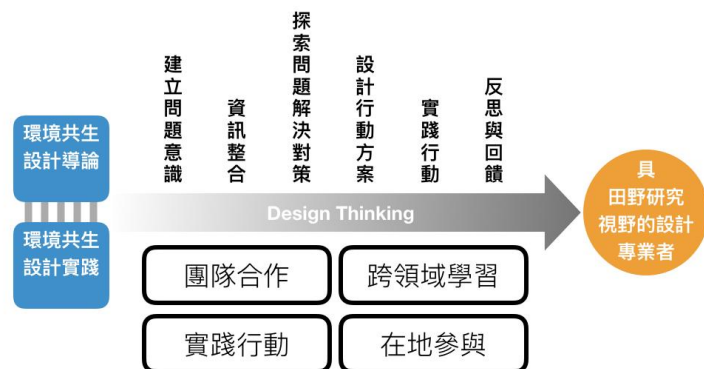 環境共生
設計導論
環境共生
設計實踐
建立問題意識
資訊整合
探索問題解決對策
設計行動方案
實踐行動
反思與回饋
Design Thinking
團隊合作
跨領域學習
實踐行動
在地參與
具
田野研究
視野的設計
專業者